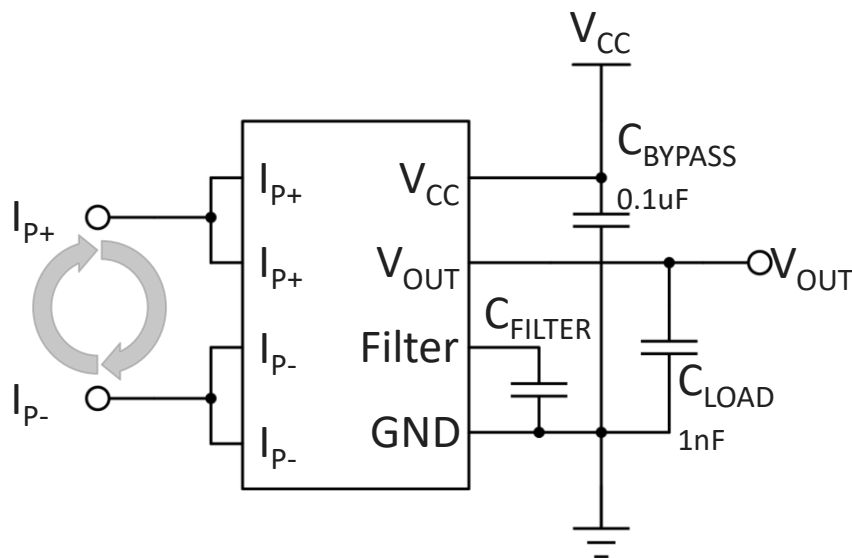 VCC
CBYPASS
0.1uF
IP+
IP+
VCC
IP+
VOUT
VOUT
CFILTER
IP-
Filter
IP-
CLOAD
IP-
GND
1nF